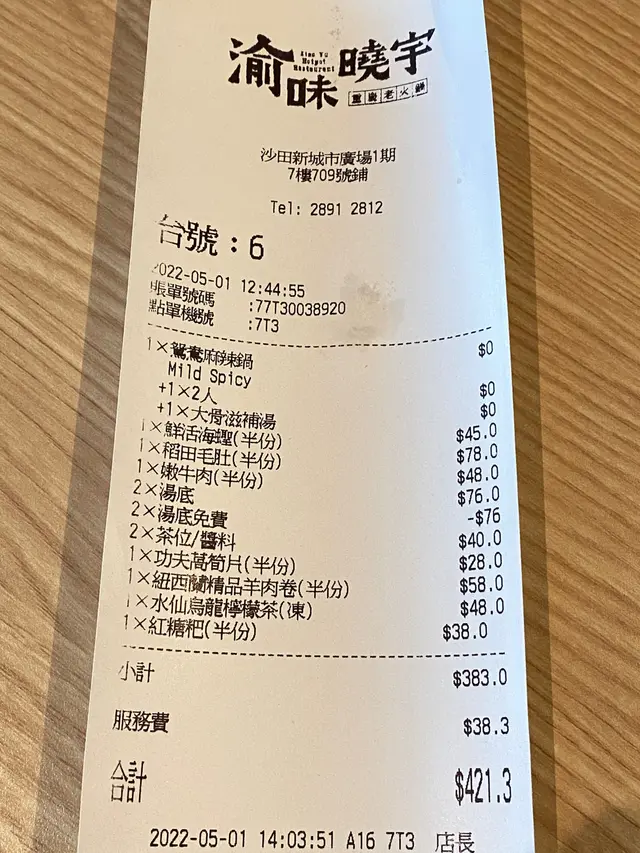 渝味曉宇
Xiao Yu
Hotpot
Restaurant
重慶老火鍋
沙田新城市廣場1期
7樓709號鋪
Tel: 2891 2812
台號：6
2022-05-01 12:44:55
賬單號碼 :77T30038920
點單機號 :7T3
1×鴛鴦麻辣鍋 $0
Mild Spicy
+1×2人 $0
+1×大骨滋補湯 $0
1×鮮活海蟶(半份) $45.0
1×稻田毛肚(半份) $78.0
1×嫩牛肉(半份) $48.0
2×湯底 $76.0
2×湯底免費 -$76
2×茶位/醬料 $40.0
1×功夫萵筍片(半份) $28.0
1×紐西蘭精品羊肉卷(半份) $58.0
1×水仙烏龍檸檬茶(凍) $48.0
1×紅糖粑(半份) $38.0
小計 $383.0
服務費 $38.3
合計 $421.3
2022-05-01 14:03:51 A16 7T3 店長